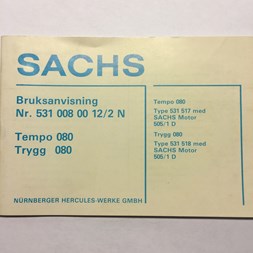 SACHS
Bruksanvisning
Nr. 531 008 00 12/2 N
Tempo 080
Trygg 080
Tempo 080
Type 531 517 med
SACHS Motor
505/1 D
Trygg 080
Type 531 518 med
SACHS Motor
505/1 D
NÜRNBERGER HERCULES-WERKE GMBH